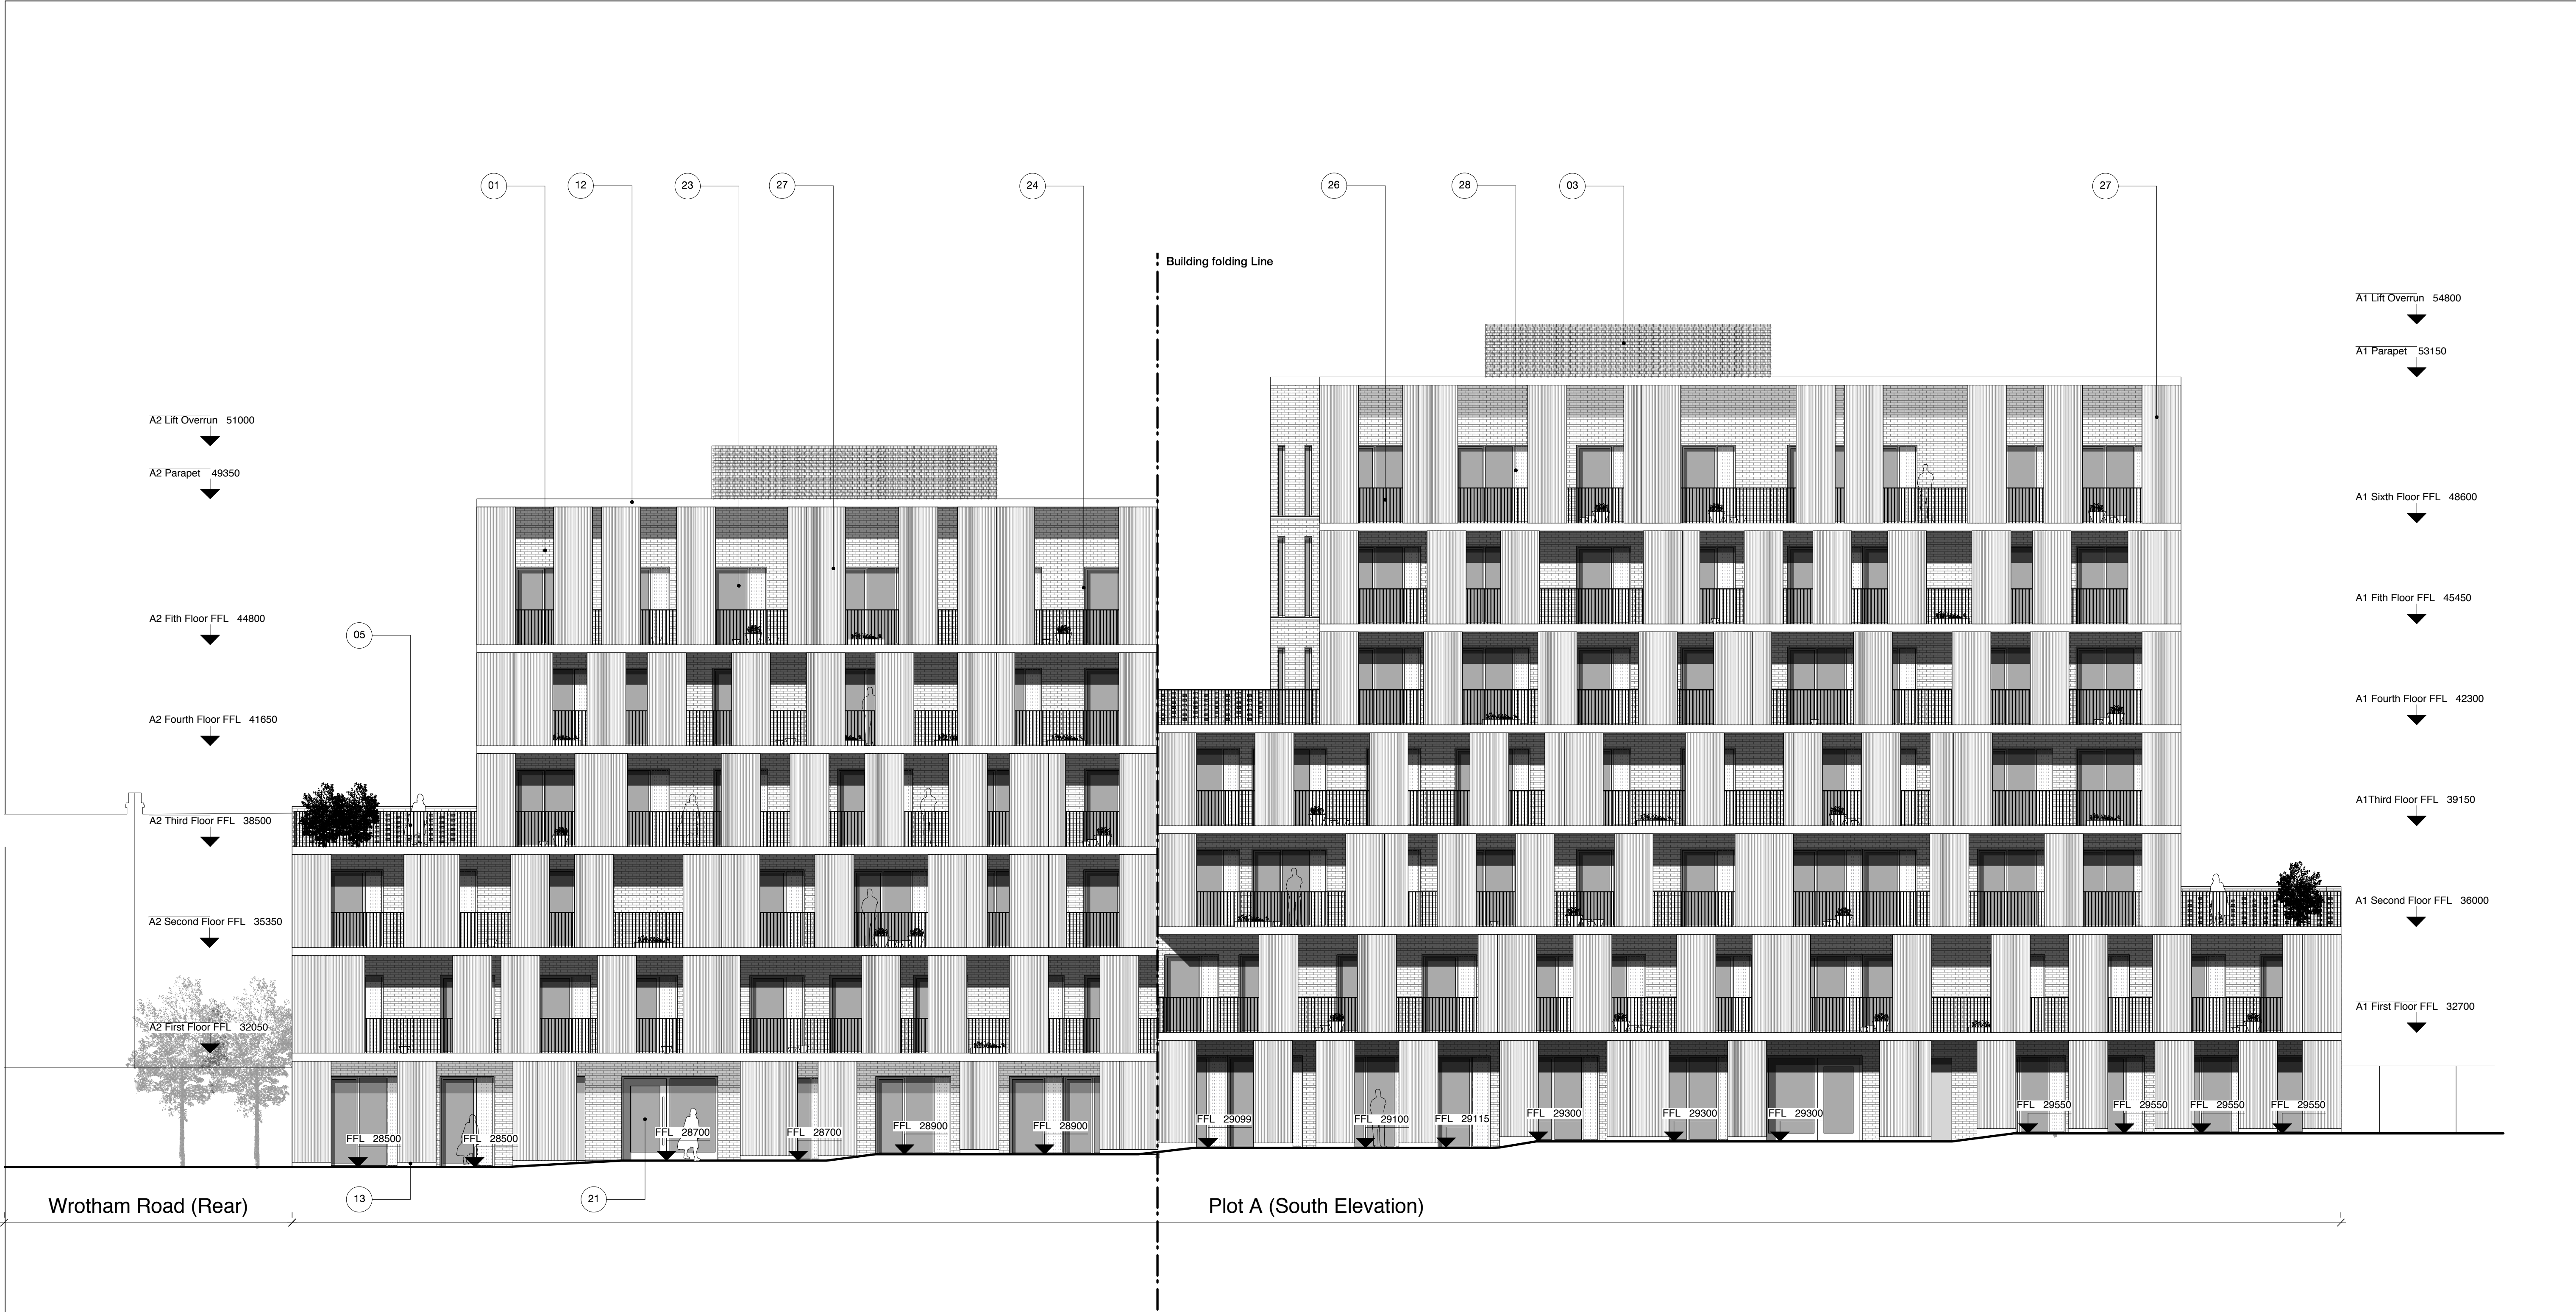 01
12
23
27
24
26
28
03
27
Building folding Line
A1 Lift Overrun 54800
A1 Parapet 53150
A2 Lift Overrun 51000
A2 Parapet 49350
A1 Sixth Floor FFL 48600
A1 Fith Floor FFL 45450
A2 Fith Floor FFL 44800
05
A1 Fourth Floor FFL 42300
A2 Fourth Floor FFL 41650
A1Third Floor FFL 39150
A2 Third Floor FFL 38500
A1 Second Floor FFL 36000
A2 Second Floor FFL 35350
A1 First Floor FFL 32700
A2 First Floor FFL 32050
FFL 28500
FFL 28500
FFL 28700
FFL 28700
FFL 28900
FFL 28900
FFL 29099
FFL 29100
FFL 29115
FFL 29300
FFL 29300
FFL 29300
FFL 29550
FFL 29550
FFL 29550
FFL 29550
13
21
Wrotham Road (Rear)
Plot A (South Elevation)